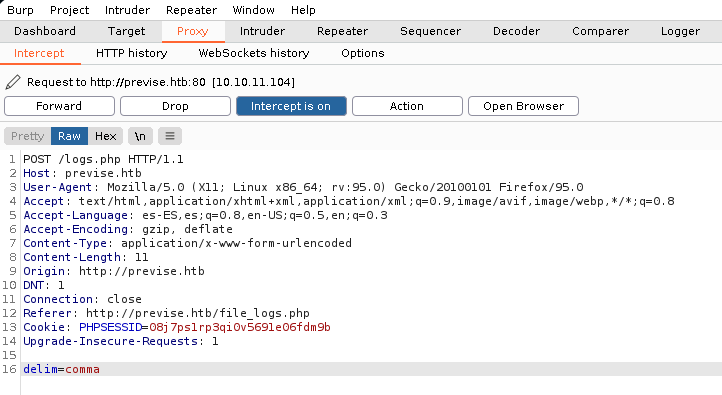 Burp Project Intruder Repeater Window Help
Dashboard Target Proxy Intruder Repeater Sequencer Decoder Comparer Logger
Intercept HTTP history WebSockets history Options
Request to http://previse.htb:80 [10.10.11.104]
Forward Drop Intercept is on Action Open Browser
Pretty Raw Hex \n
1 POST /logs.php HTTP/1.1
2 Host: previse.htb
3 User-Agent: Mozilla/5.0 (X11; Linux x86_64; rv:95.0) Gecko/20100101 Firefox/95.0
4 Accept: text/html,application/xhtml+xml,application/xml;q=0.9,image/avif,image/webp,*/*;q=0.8
5 Accept-Language: es-ES,es;q=0.8,en-US;q=0.5,en;q=0.3
6 Accept-Encoding: gzip, deflate
7 Content-Type: application/x-www-form-urlencoded
8 Content-Length: 11
9 Origin: http://previse.htb
10 DNT: 1
11 Connection: close
12 Referer: http://previse.htb/file_logs.php
13 Cookie: PHPSESSID=08j7ps1rp3qi0v5691e06fdm9b
14 Upgrade-Insecure-Requests: 1
15
16 delim=comma